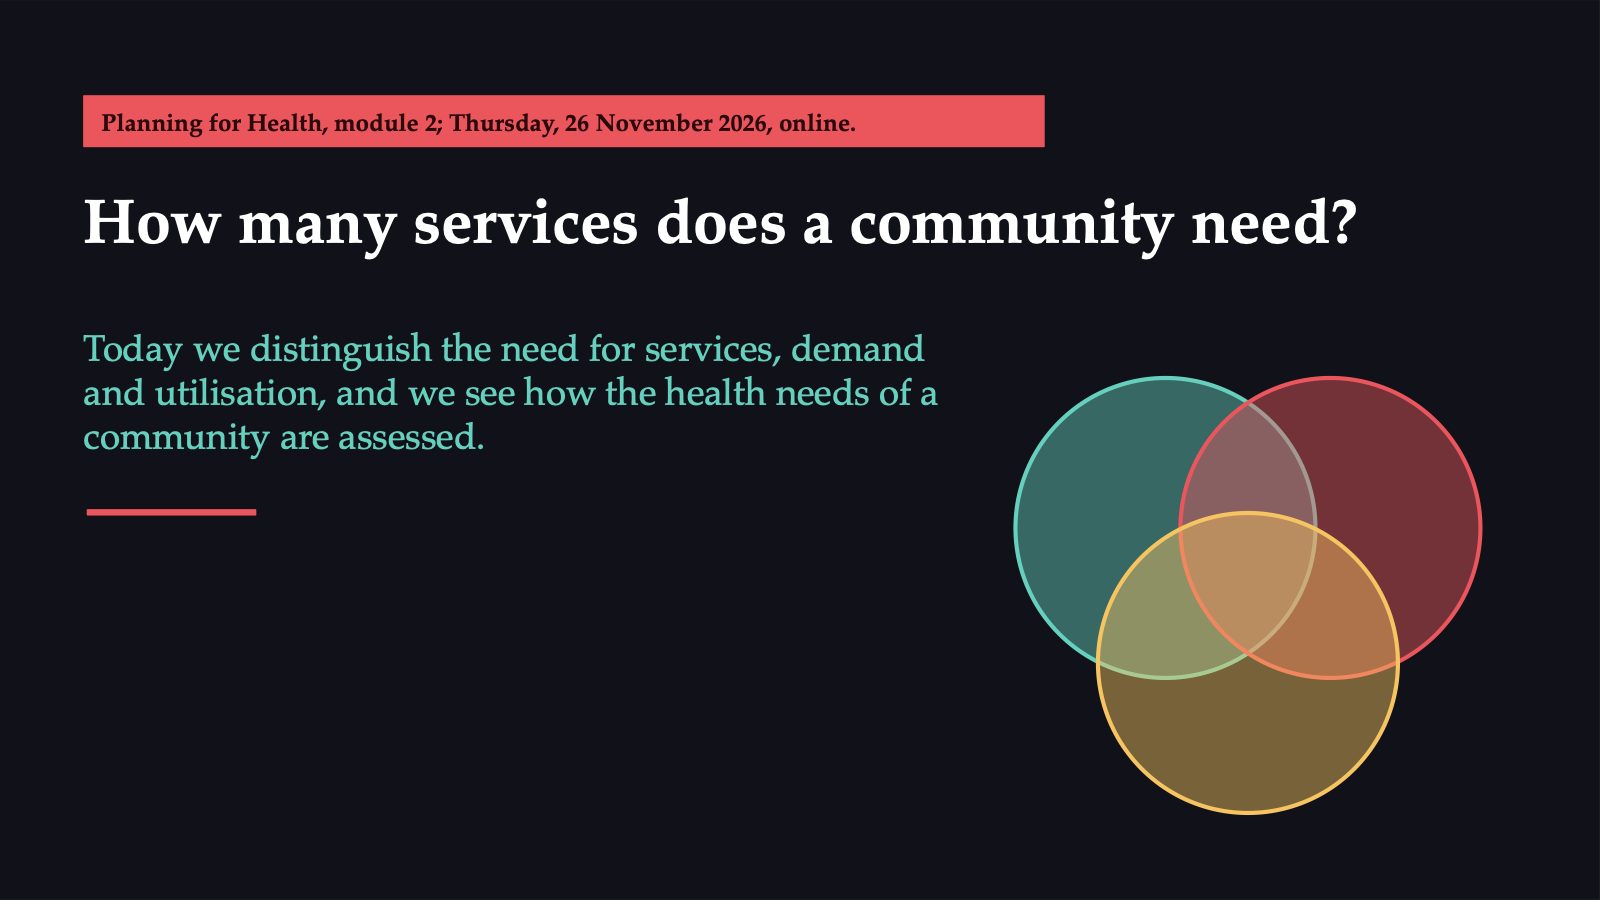 Planning for Health, module 2; Thursday, 26 November 2026, online.
How many services does a community need?
Today we distinguish the need for services, demand
and utilisation, and we see how the health needs of a
community are assessed.